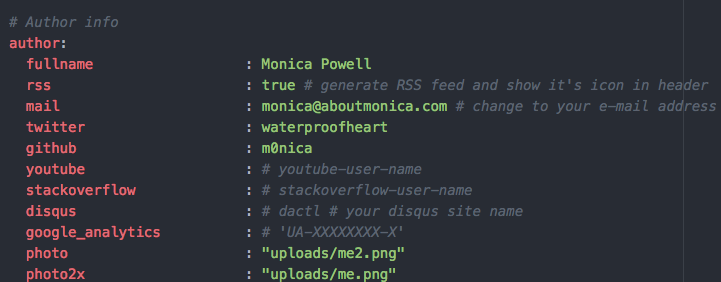 # Author info
author:
fullname : Monica Powell
rss : true # generate RSS feed and show it's icon in header
mail : monica@aboutmonica.com # change to your e-mail address
twitter : waterproofheart
github : m0nica
youtube : # youtube-user-name
stackoverflow : # stackoverflow-user-name
disqus : # dactl # your disqus site name
google_analytics : # 'UA-XXXXXXXX-X'
photo : "uploads/me2.png"
photo2x : "uploads/me.png"